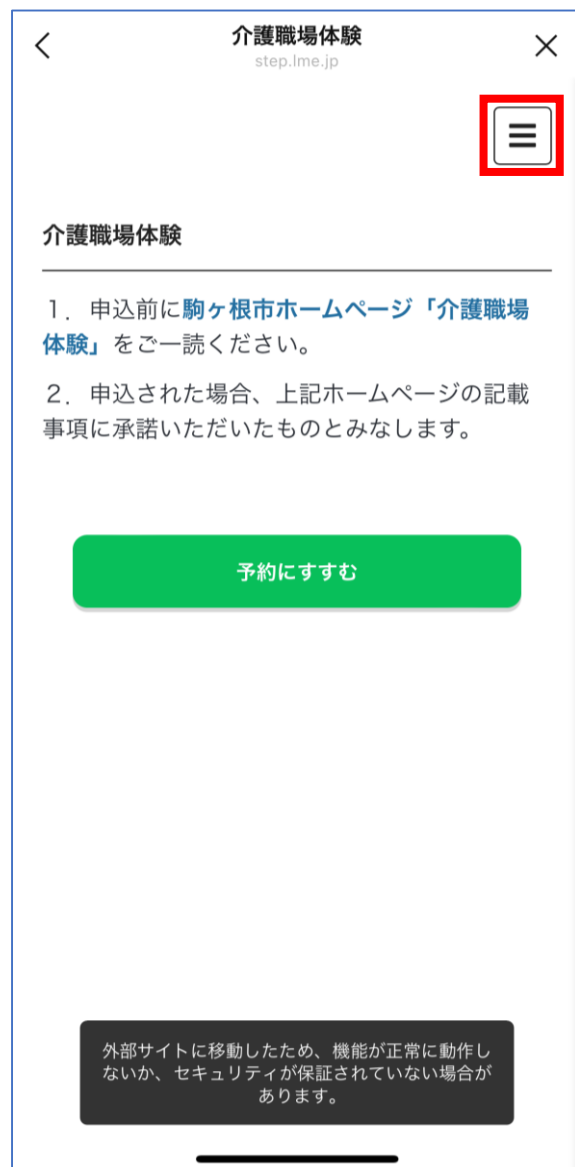 介護職場体験
step.lme.jp
介護職場体験
１．申込前に駒ヶ根市ホームページ「介護職場
体験」をご一読ください。
２．申込された場合、上記ホームページの記載
事項に承諾いただいたものとみなします。
予約にすすむ
外部サイトに移動したため、機能が正常に動作し
ないか、セキュリティが保証されていない場合が
あります。